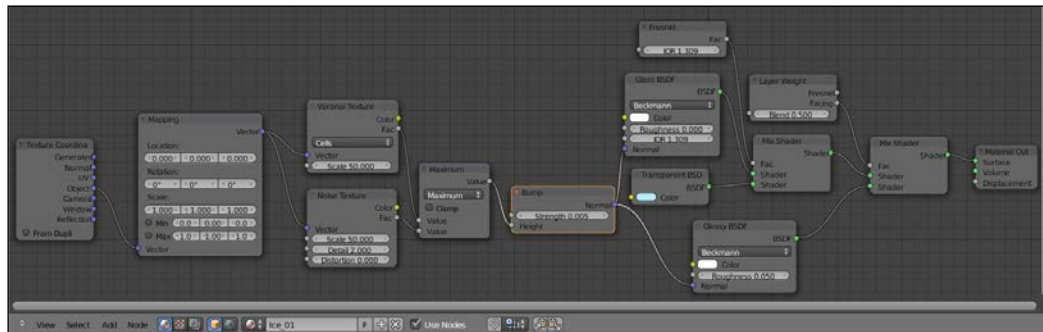 Texture Coordina
Generated
Normal
UV
Object
Camera
Window
Reflection
From Dupli
Mapping
Vector
Location:
0.000 0.000 0.000
Rotation:
0° 0° 0°
Scale:
1.000 1.000 1.000
Min 0.0 0.0 0.0
Max 1.0 1.00 1.0
Vector
Voronoi Texture
Color
Fac
Cells
Vector
Scale 50.000
Noise Texture
Color
Fac
Vector
Scale 50.000
Detail 2.000
Distortion 0.000
Maximum
Value
Maximum
Clamp
Value
Value
Bump
Normal
Strength 0.005
Height
Fresnel
Fac
IOR 1.309
Glass BSDF
BSDF
Beckmann
Color
Roughness 0.000
IOR 1.309
Normal
Transparent BSD
BSDF
Color
Glossy BSDF
BSDF
Beckmann
Color
Roughness 0.050
Normal
Layer Weight
Fresnel
Facing
Blend 0.500
Mix Shader
Shader
Fac
Shader
Shader
Mix Shader
Shader
Fac
Shader
Shader
Material Out
Surface
Volume
Displacement
View Select Add Node Ice_01 F Use Nodes